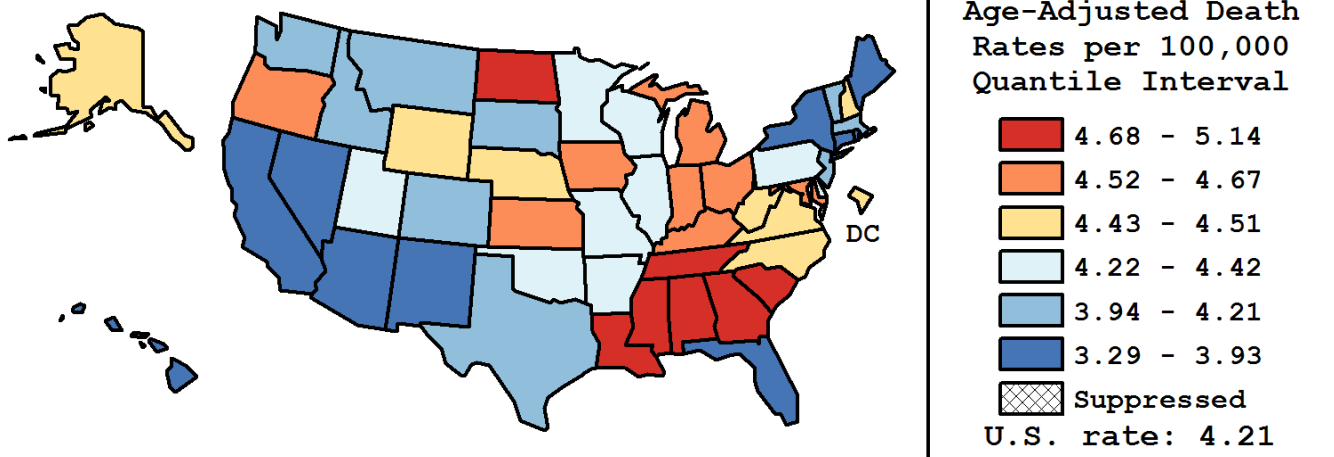 Age-Adjusted Death
Rates per 100,000
Quantile Interval
4.68 - 5.14
4.52 - 4.67
4.43 - 4.51
4.22 - 4.42
3.94 - 4.21
3.29 - 3.93
Suppressed
U.S. rate: 4.21
DC